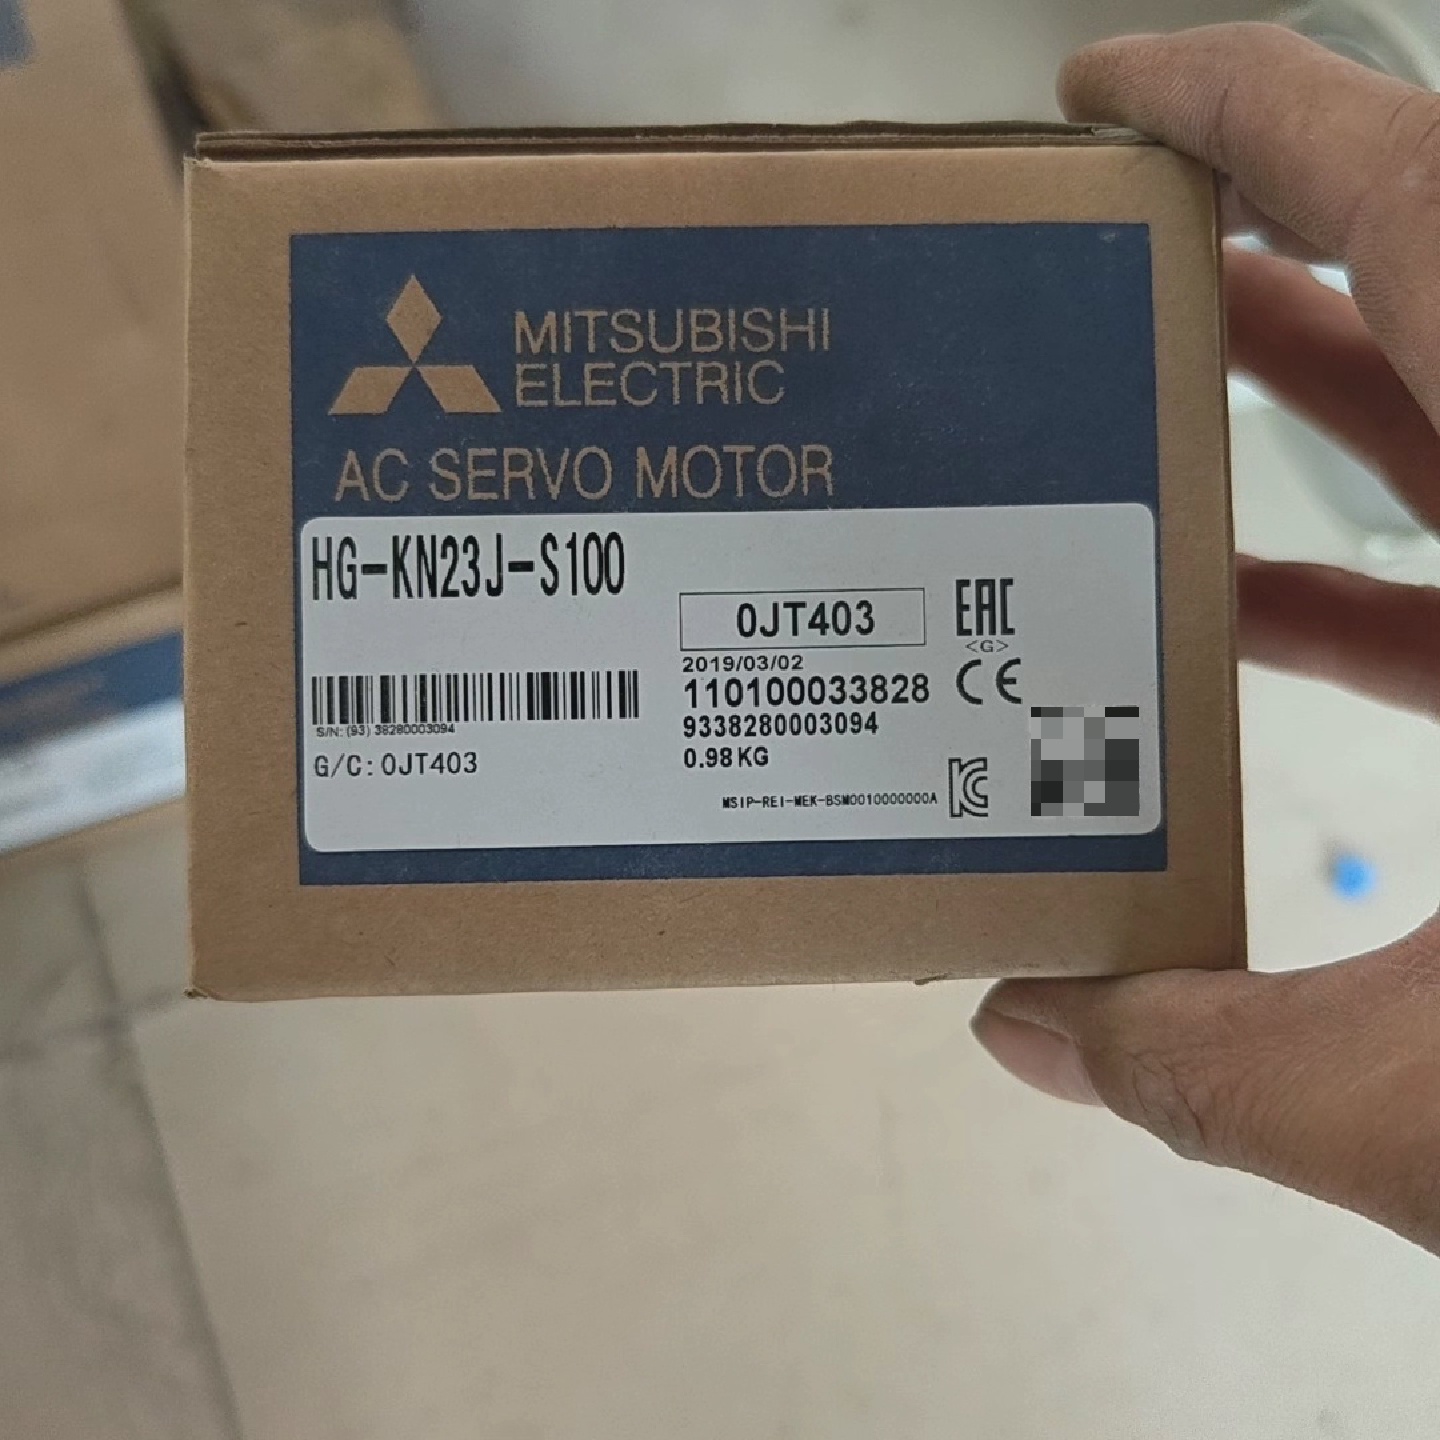 MITSUBISHI
ELECTRIC
AC SERVO MOTOR
HG-KN23J-S100
0JT403
EAC
<G>
2019/03/02
110100033828
CE
S/N: (93) 38280003094
9338280003094
G/C: 0JT403
0.98 KG
MSIP-REI-MEK-BSM0010000000A